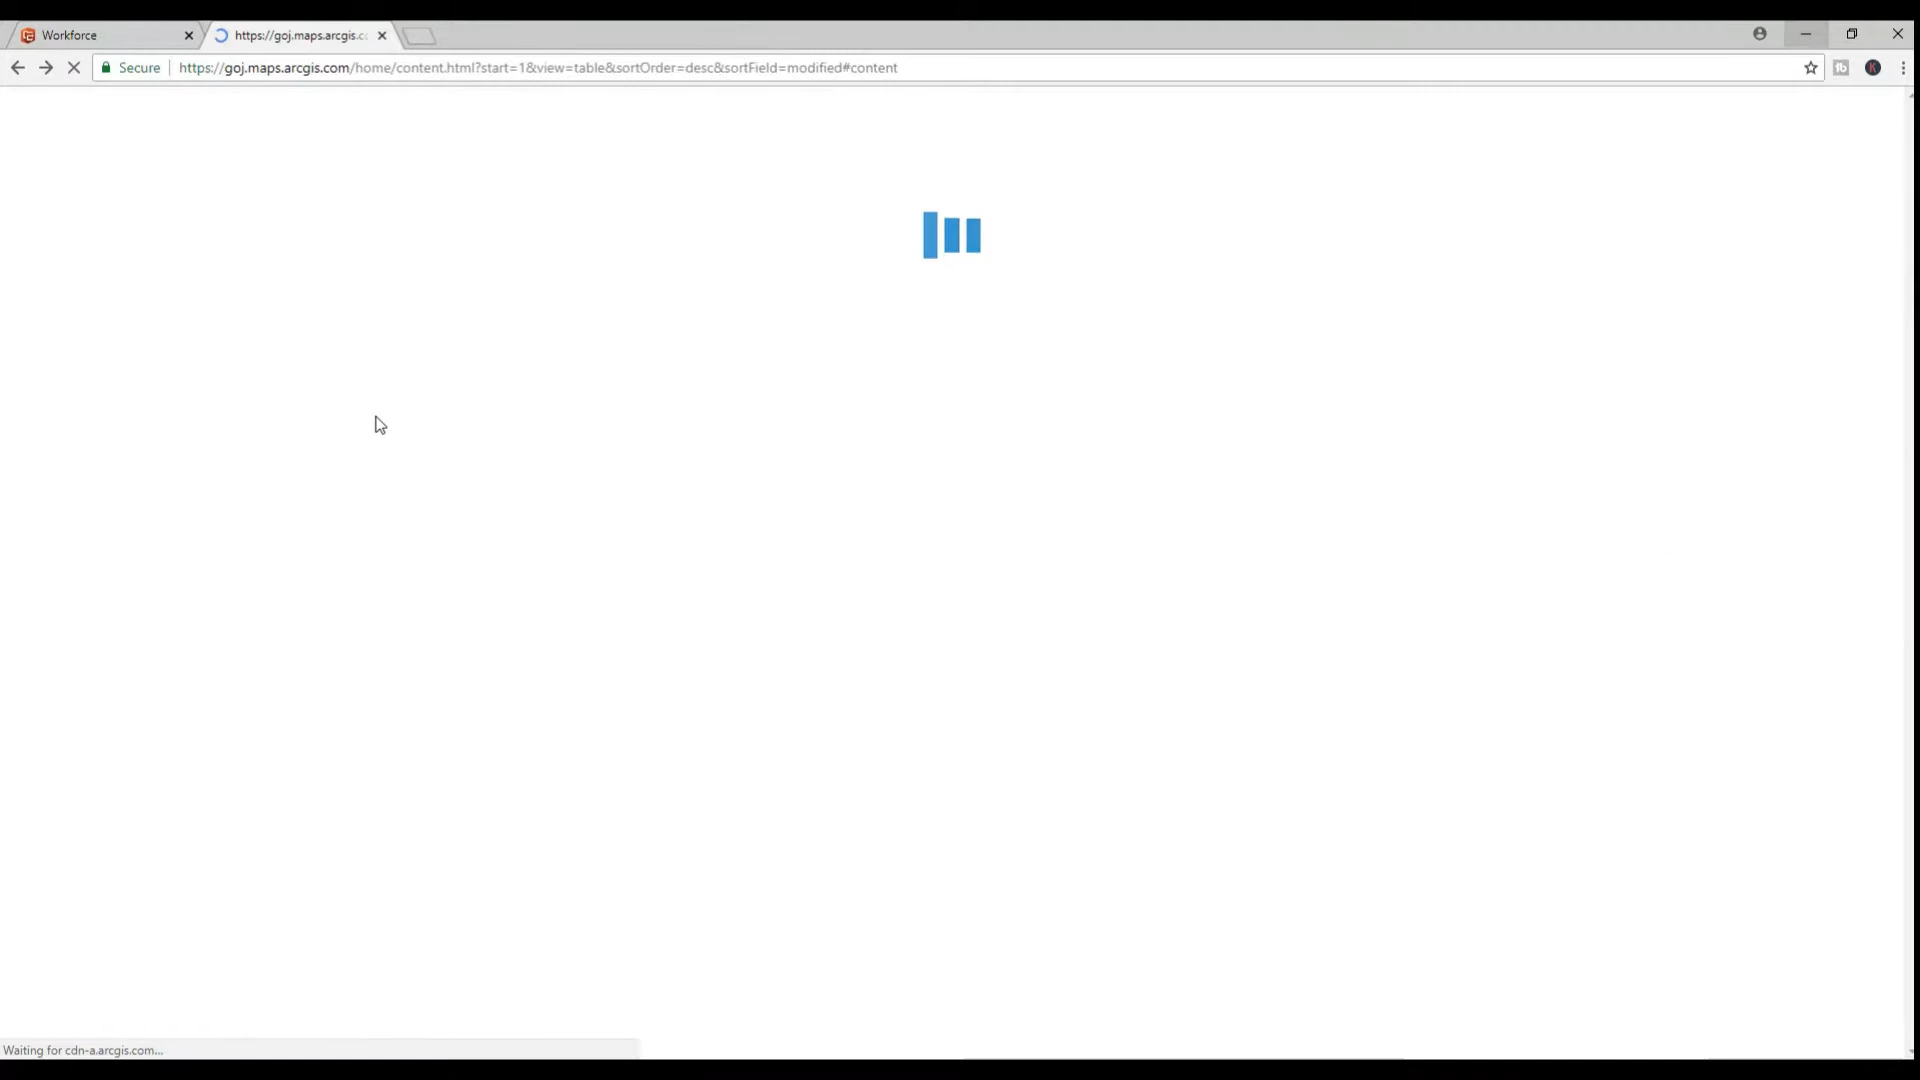 Workforce
https://goj.maps.arcgis.c
Secure
https://goj.maps.arcgis.com/home/content.html?start=1&view=table&sortOrder=desc&sortField=modified#content
Waiting for cdn-a.arcgis.com...